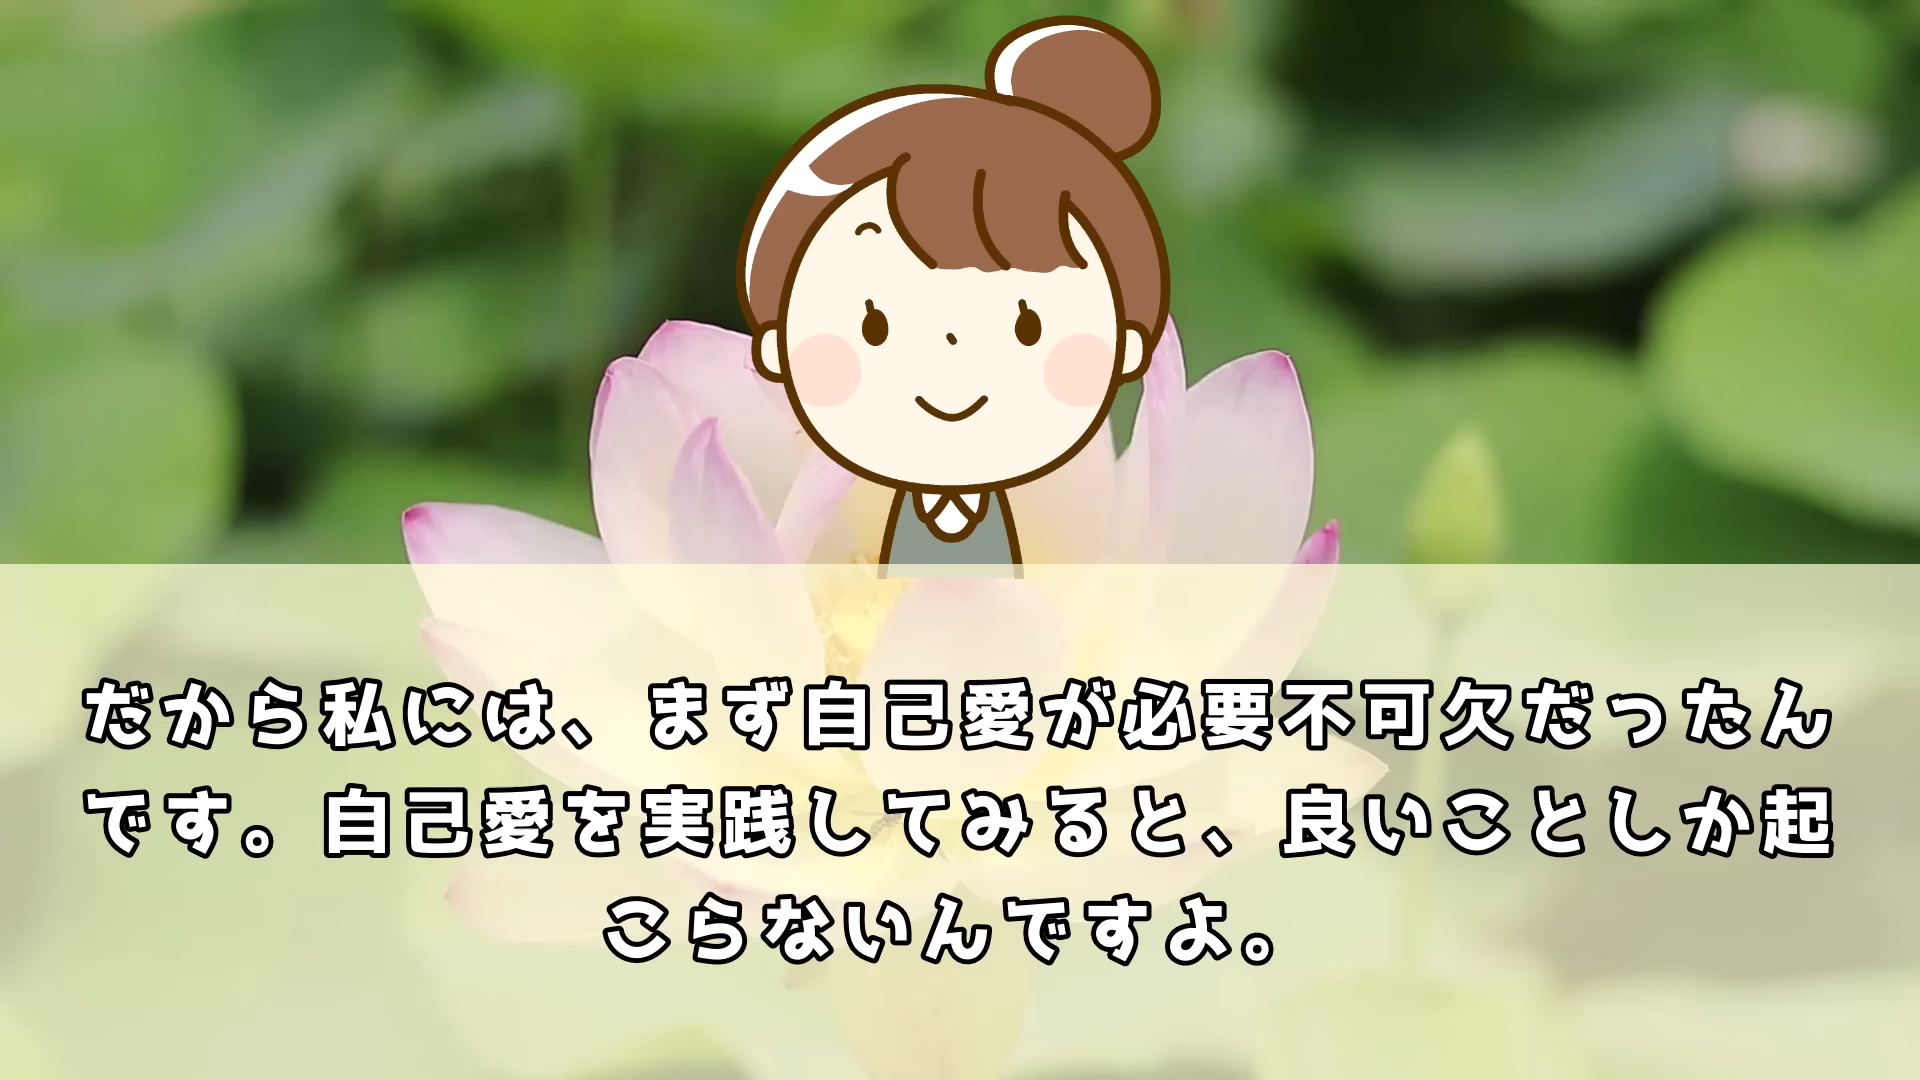 だから私には、まず自己愛が必要不可欠だったん
です。自己愛を実践してみると、良いことしか起
こらないんですよ。